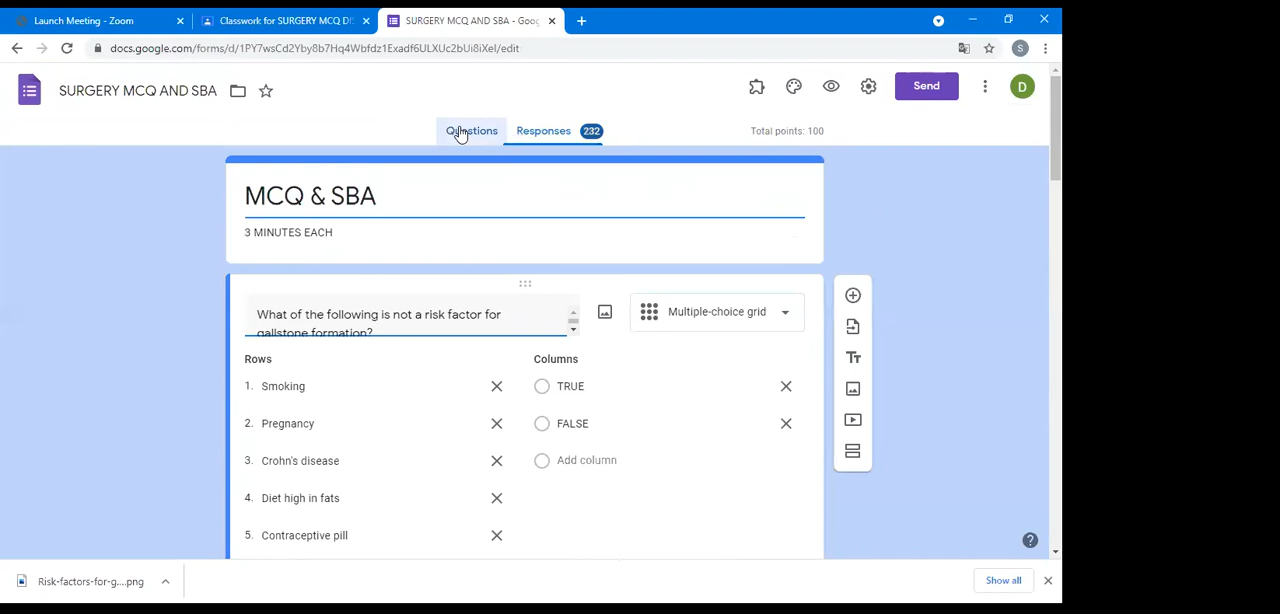 Launch Meeting - Zoom
Classwork for SURGERY MCQ DI
SURGERY MCQ AND SBA - Goo
docs.google.com/forms/d/1PY7wsCd2Yby8b7Hq4Wbfdz1Exadf6ULXUc2bUi8iXeI/edit
S
SURGERY MCQ AND SBA
Send
D
Questions
Responses 232
Total points: 100
MCQ & SBA
3 MINUTES EACH
What of the following is not a risk factor for
gallstone formation?
Multiple-choice grid
Rows
Columns
1. Smoking
TRUE
2. Pregnancy
FALSE
3. Crohn's disease
Add column
4. Diet high in fats
5. Contraceptive pill
Risk-factors-for-g....png
Show all